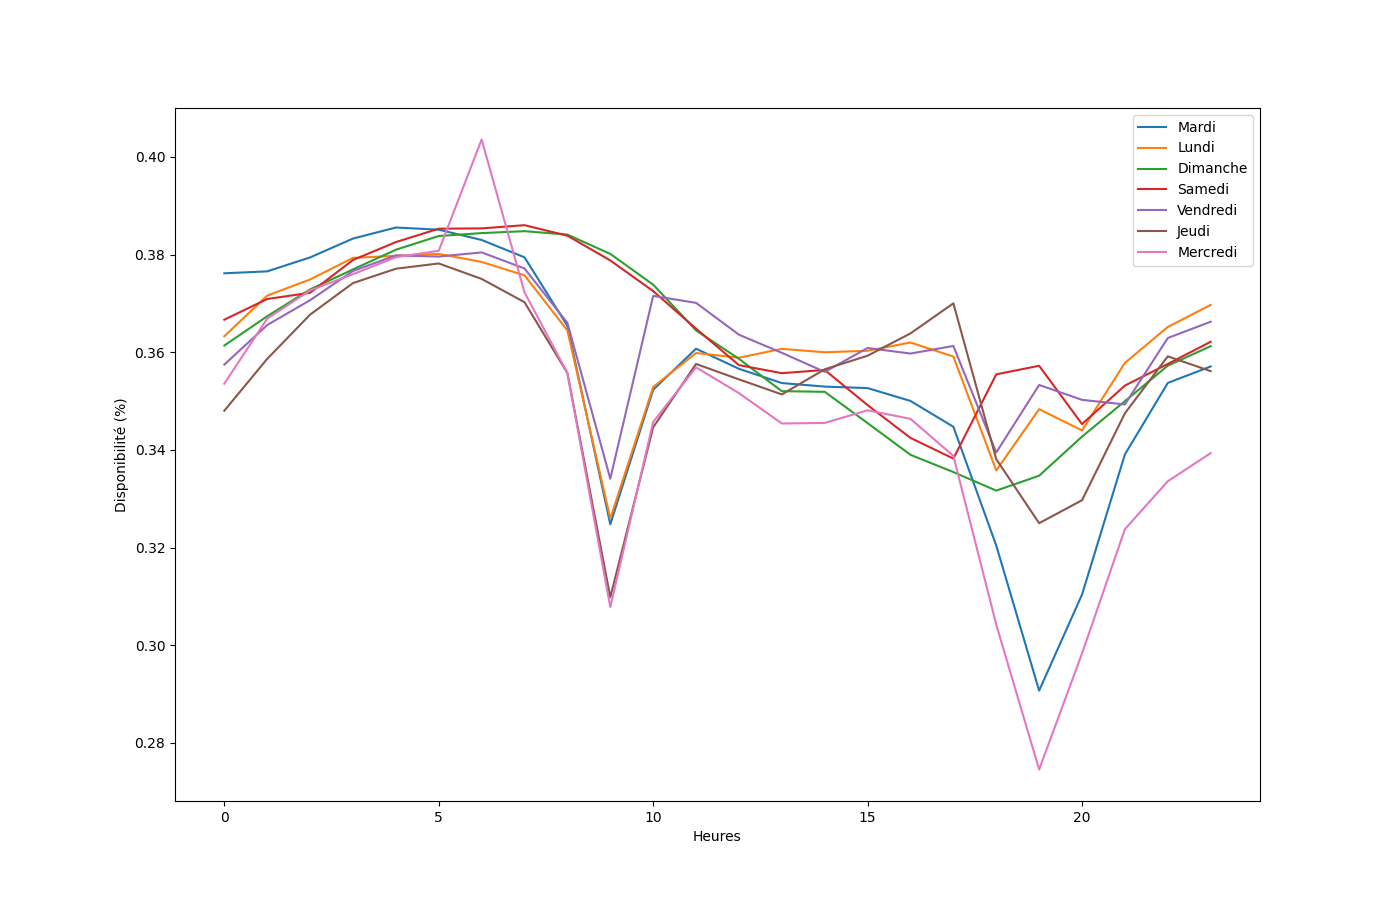 Mardi
Lundi
Dimanche
Samedi
Vendredi
Jeudi
Mercredi
0.40
0.38
0.36
0.34
0.32
0.30
0.28
Disponibilité (%)
0 5 10 15 20
Heures